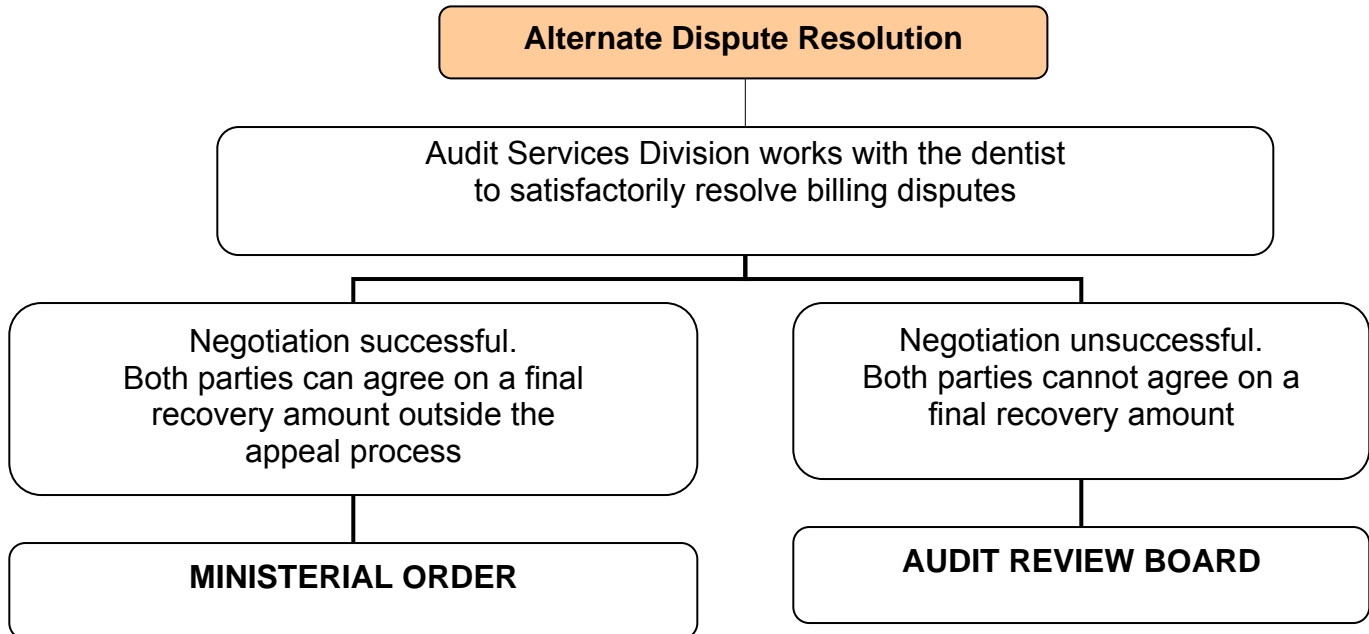 Alternate Dispute Resolution
Audit Services Division works with the dentist
to satisfactorily resolve billing disputes
Negotiation successful.
Both parties can agree on a final
recovery amount outside the
appeal process
Negotiation unsuccessful.
Both parties cannot agree on a
final recovery amount
MINISTERIAL ORDER
AUDIT REVIEW BOARD